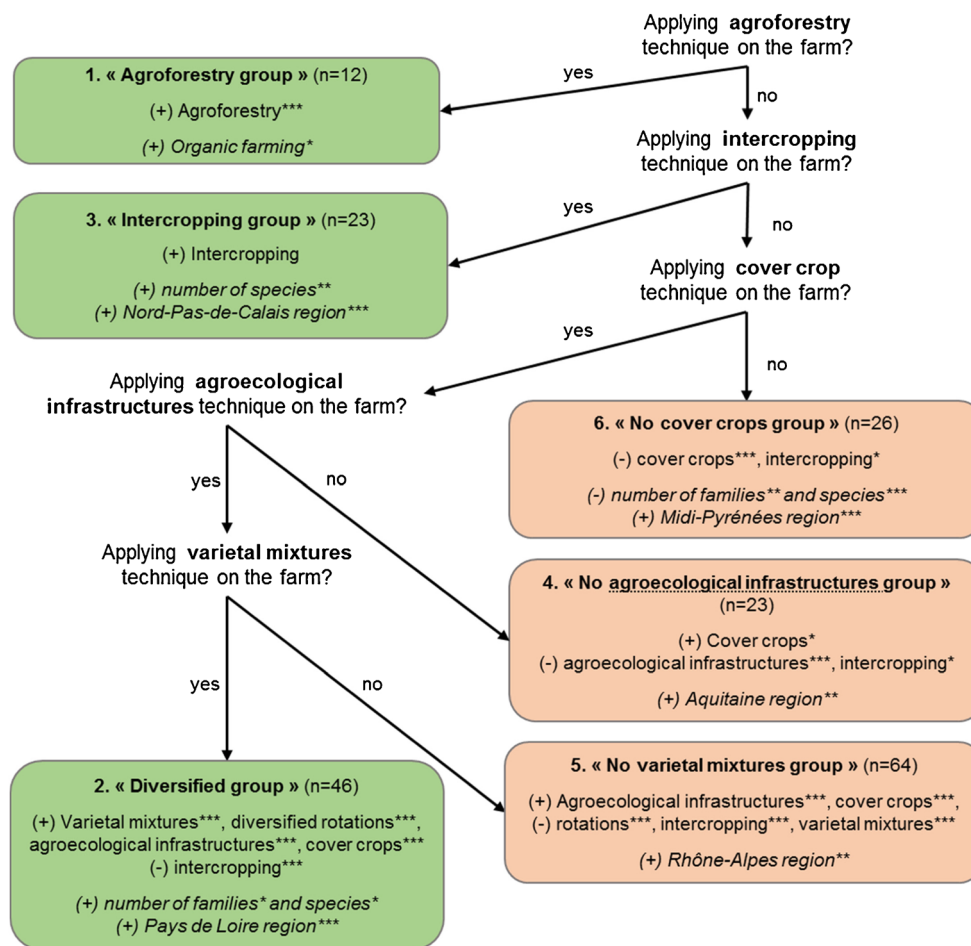 Applying agroforestry
technique on the farm?
yes
no
1. « Agroforestry group » (n=12)
(+) Agroforestry***
(+) Organic farming*
Applying intercropping
technique on the farm?
yes
no
3. « Intercropping group » (n=23)
(+) Intercropping
(+) number of species**
(+) Nord-Pas-de-Calais region***
Applying cover crop
technique on the farm?
yes
no
Applying agroecological
infrastructures technique on the farm?
6. « No cover crops group » (n=26)
(-) cover crops***, intercropping*
(-) number of families** and species***
(+) Midi-Pyrénées region***
yes
no
Applying varietal mixtures
technique on the farm?
4. « No agroecological infrastructures group »
(n=23)
(+) Cover crops*
(-) agroecological infrastructures***, intercropping*
(+) Aquitaine region**
yes
no
2. « Diversified group » (n=46)
(+) Varietal mixtures***, diversified rotations***,
agroecological infrastructures***, cover crops***
(-) intercropping***
(+) number of families* and species*
(+) Pays de Loire region***
5. « No varietal mixtures group » (n=64)
(+) Agroecological infrastructures***, cover crops***,
(-) rotations***, intercropping***, varietal mixtures***
(+) Rhône-Alpes region**